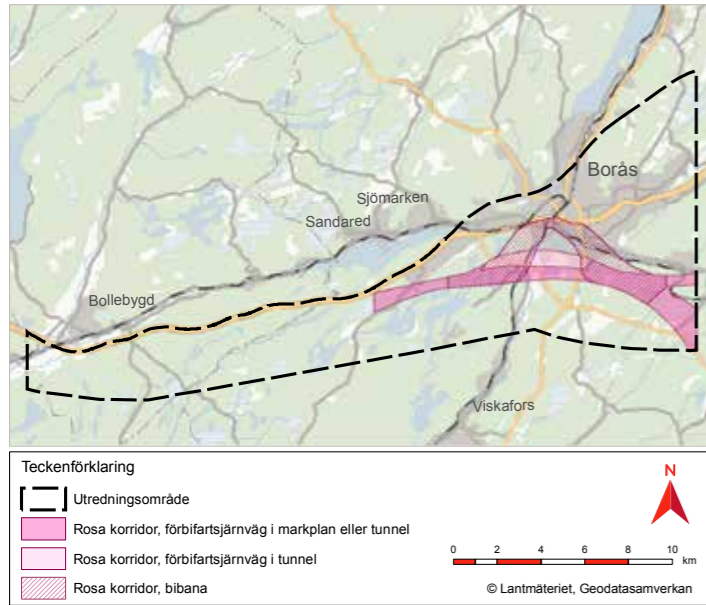 Borås
Sjömarken
Sandared
Bollebygd
Viskafors
Teckenförklaring
Utredningsområde
Rosa korridor, förbifartsjärnväg i markplan eller tunnel
Rosa korridor, förbifartsjärnväg i tunnel
Rosa korridor, bibana
N
0 2 4 6 8 10
km
© Lantmäteriet, Geodatasamverkan